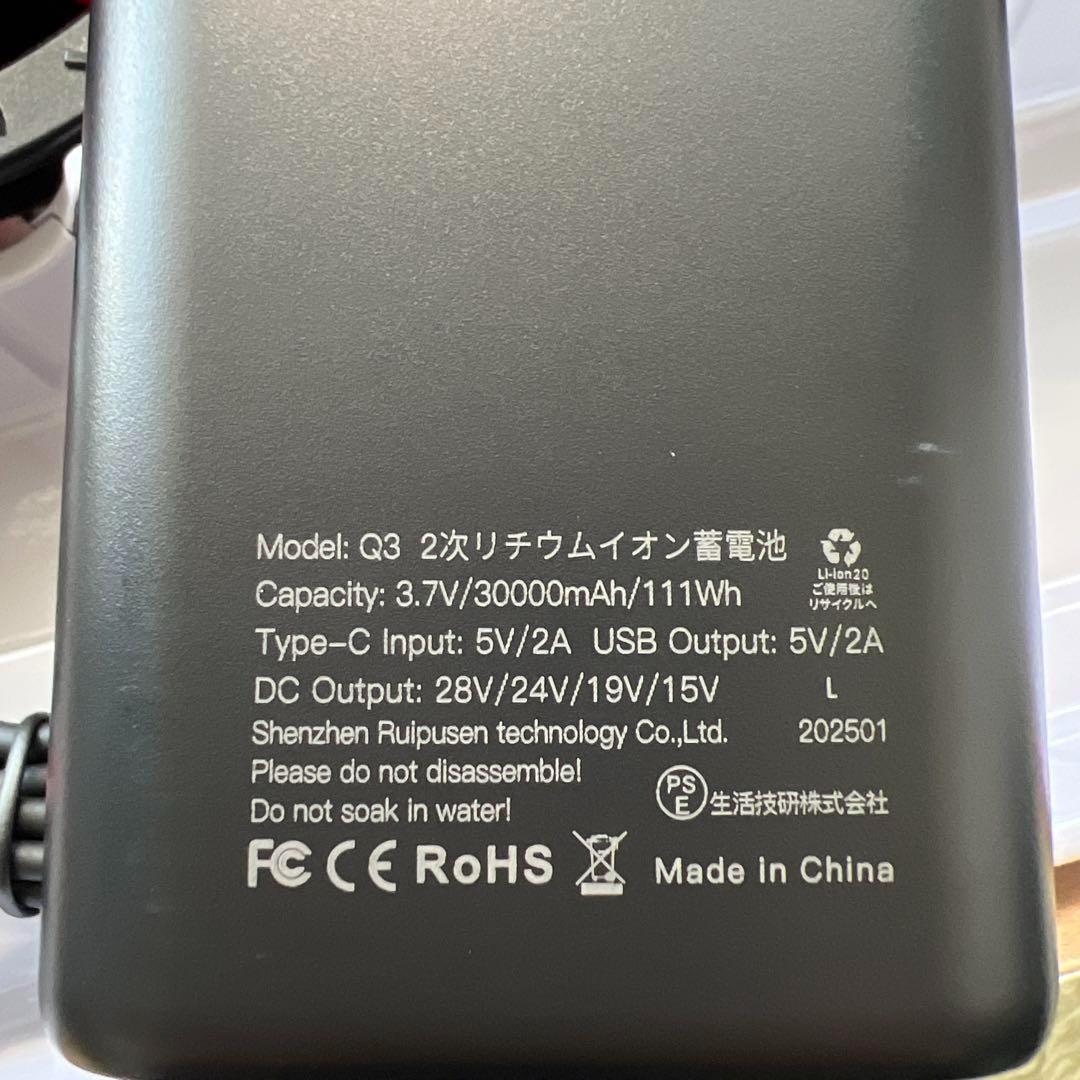 Model: Q3 2次リチウムイオン蓄電池
Li-ion20
ご使用後は
リサイクルへ
Capacity: 3.7V/30000mAh/111Wh
Type-C Input: 5V/2A USB Output: 5V/2A
DC Output: 28V/24V/19V/15V L
Shenzhen Ruipusen technology Co.,Ltd. 202501
Please do not disassemble!
Do not soak in water!
PSE 生活技研株式会社
FC CE RoHS Made in China